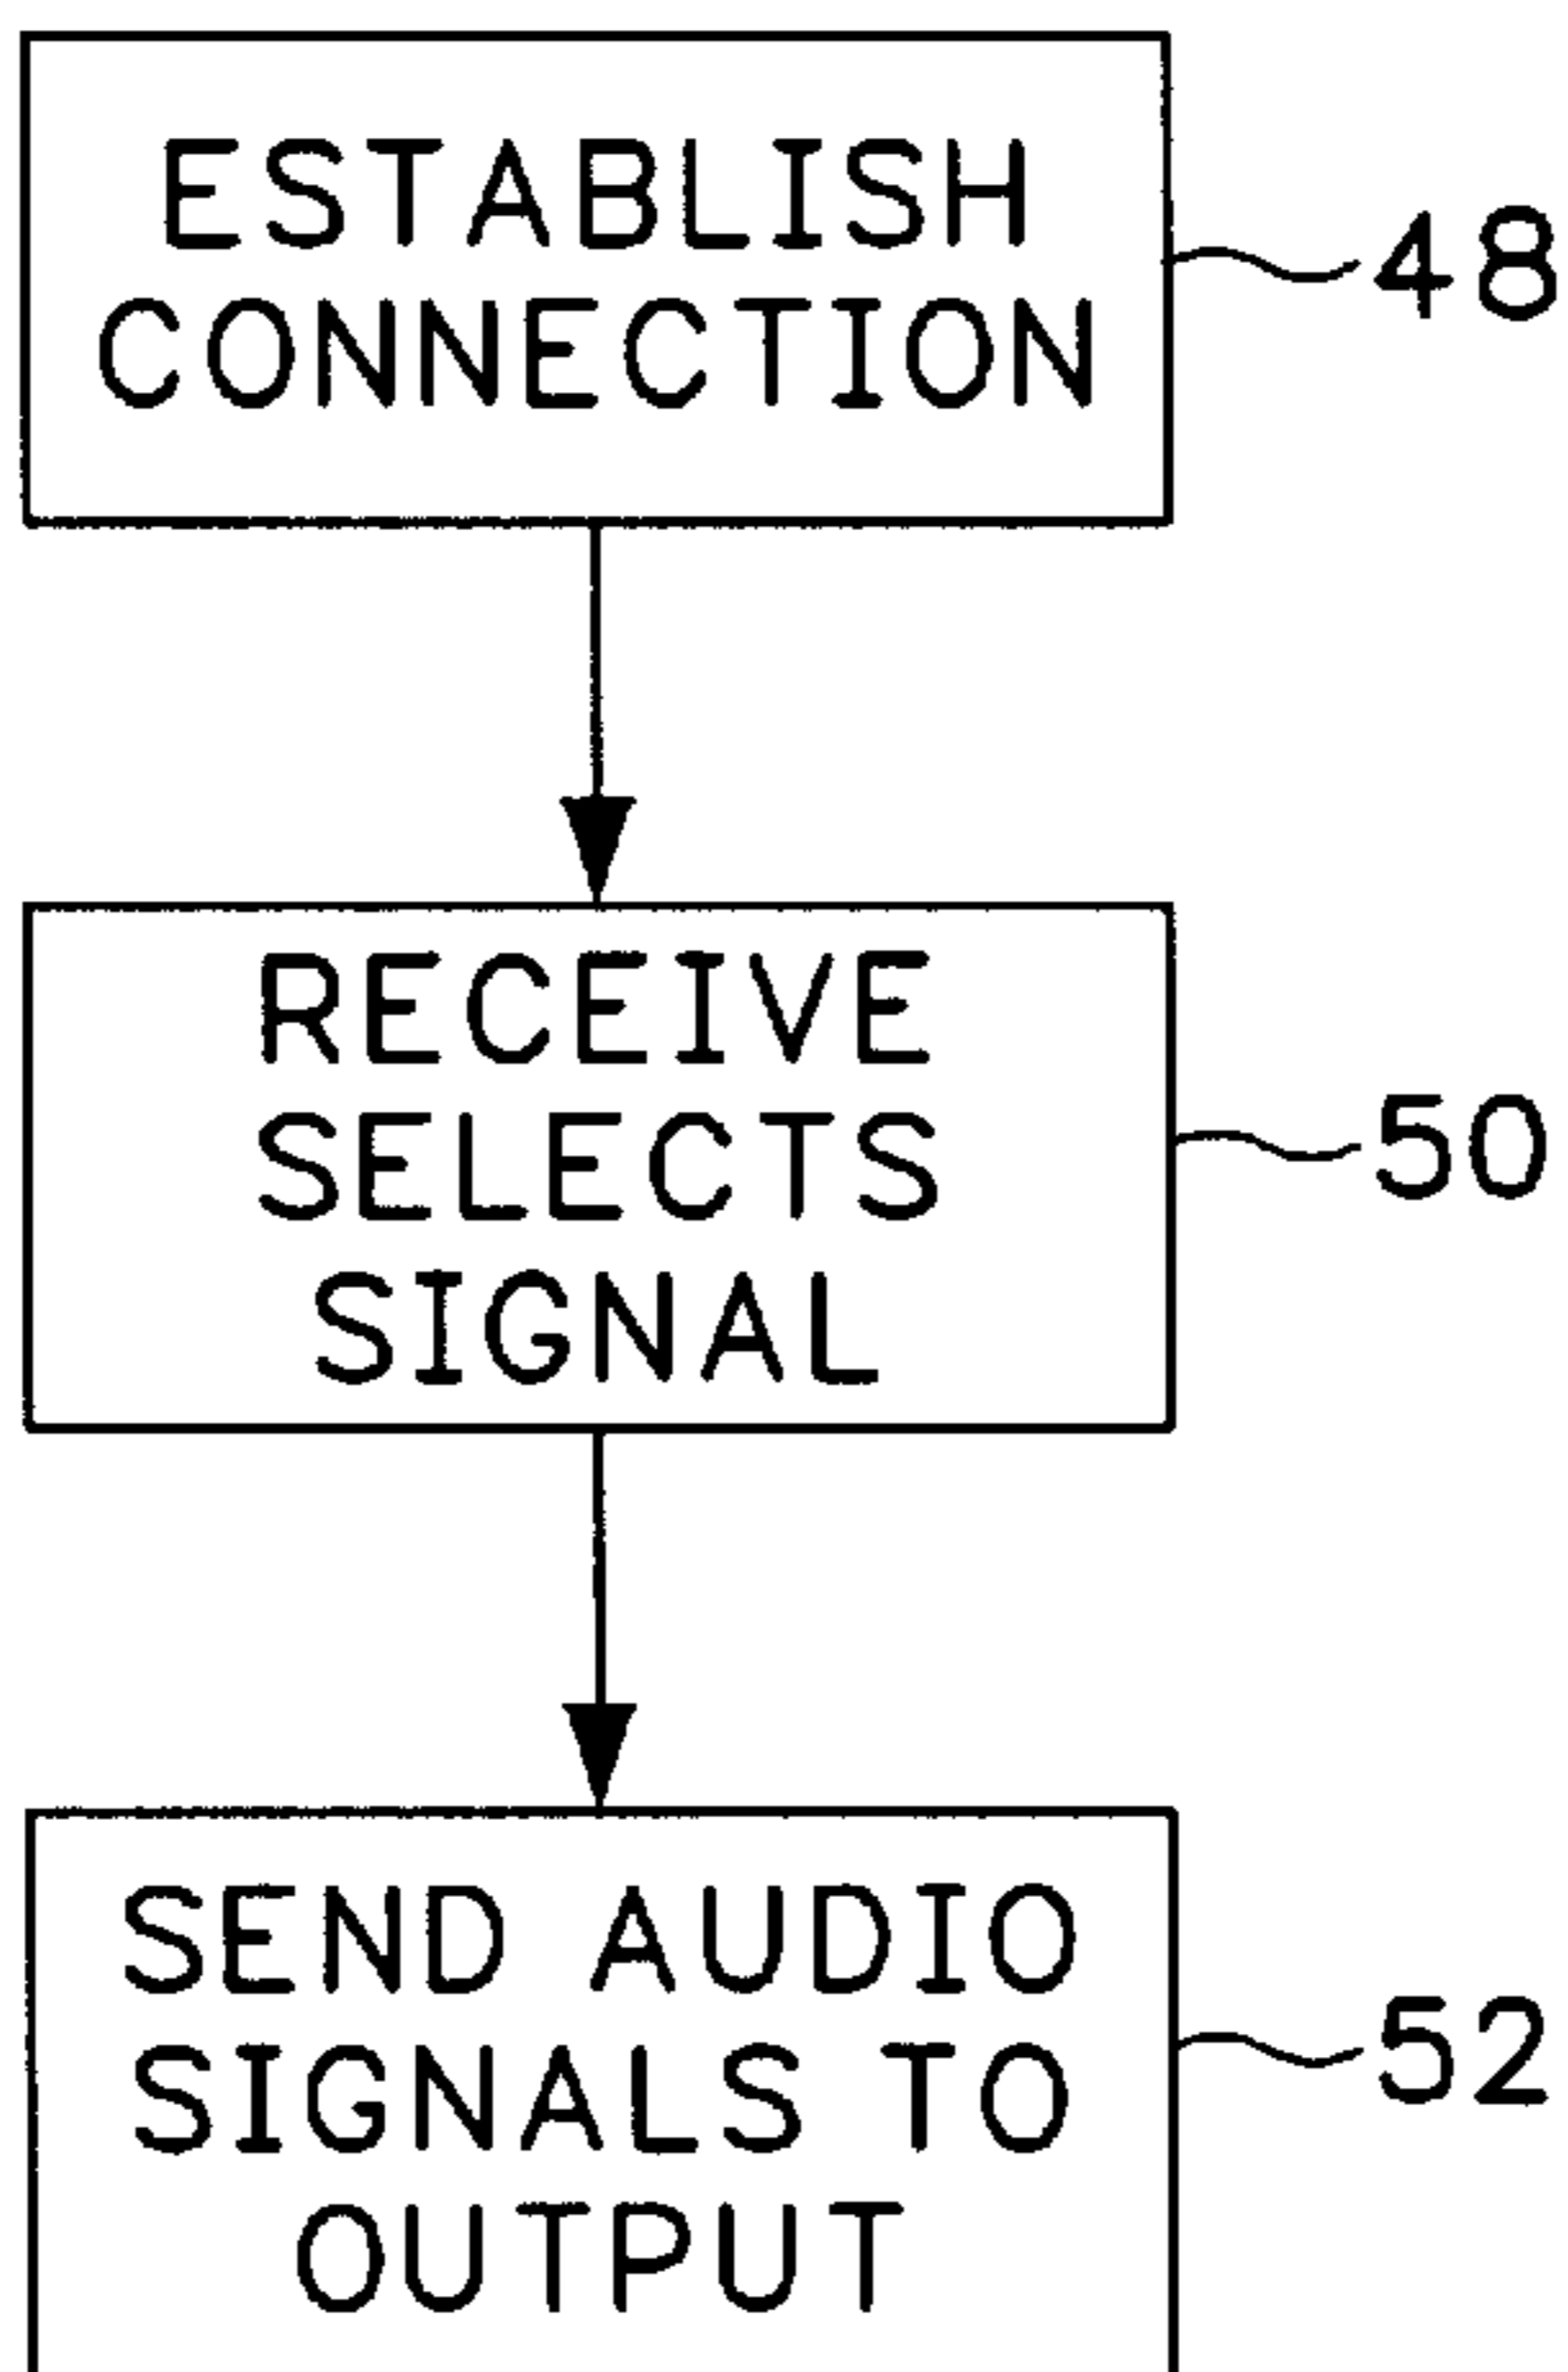 ESTABLISH
CONNECTION
48
RECEIVE
SELECTS
SIGNAL
50
SEND AUDIO
SIGNALS TO
OUTPUT
52